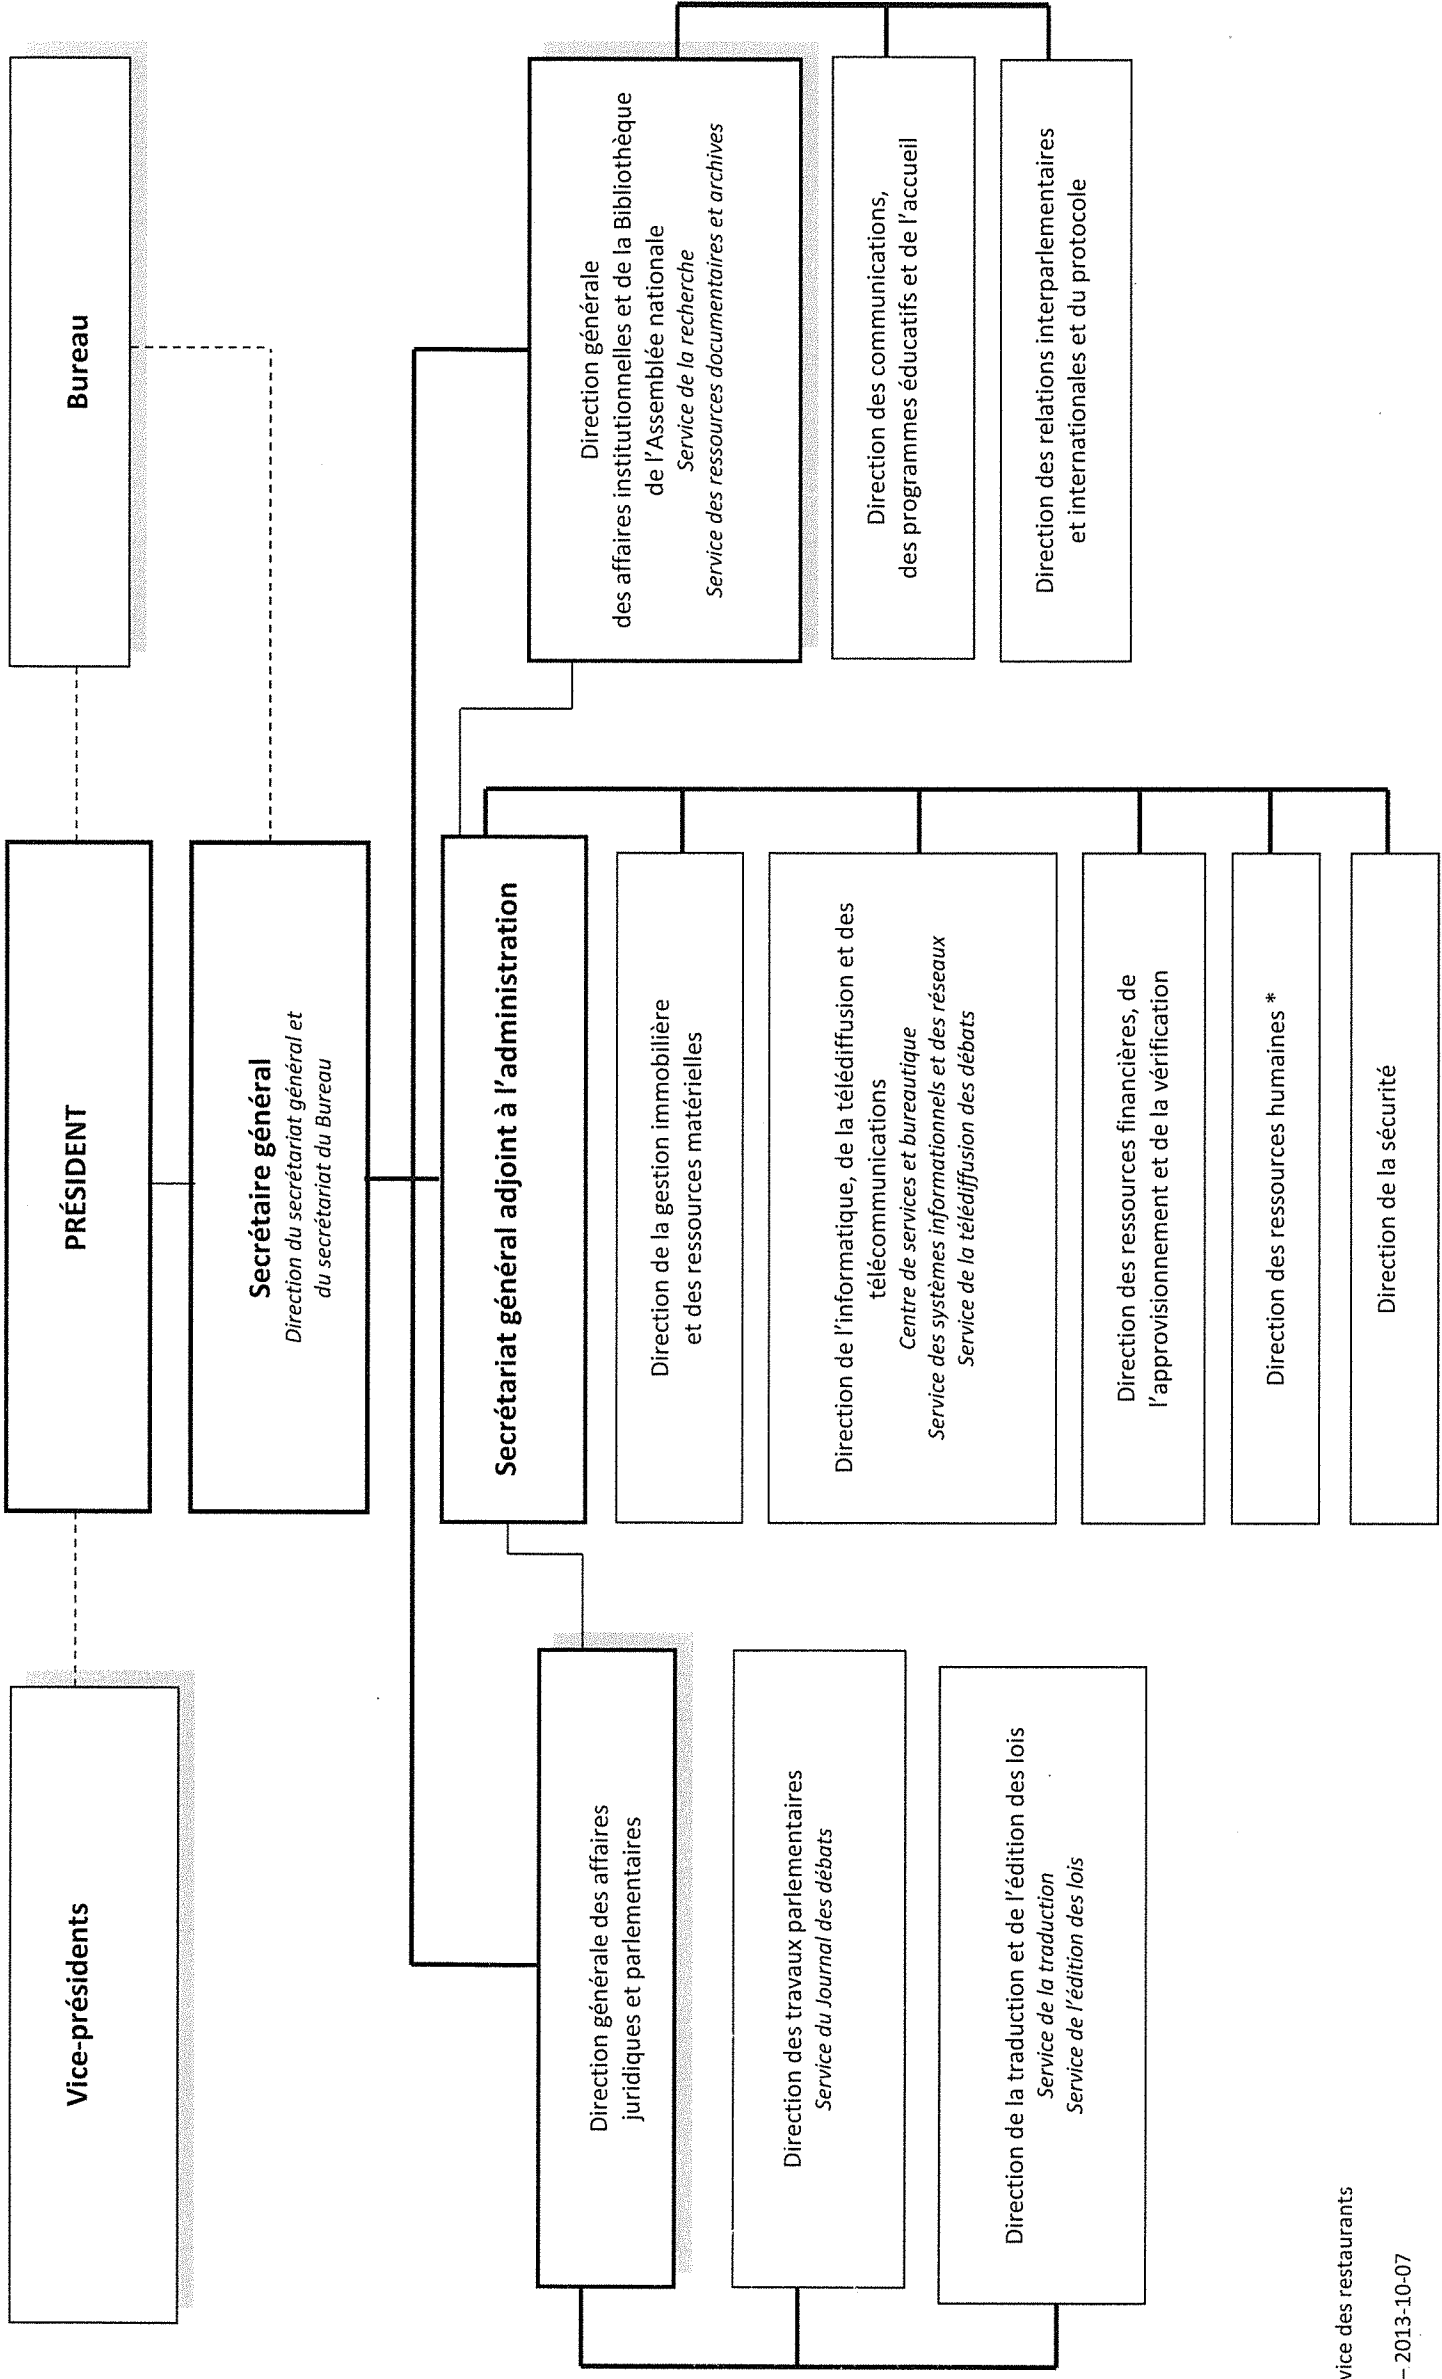 Vice-présidents
PRÉSIDENT
Bureau
Secrétaire général
Direction du secrétariat général et
du secrétariat du Bureau
Secrétariat général adjoint à l'administration
Direction générale des affaires
juridiques et parlementaires
Direction des travaux parlementaires
Service du Journal des débats
Direction de la traduction et de l'édition des lois
Service de la traduction
Service de l'édition des lois
Direction de la gestion immobilière
et des ressources matérielles
Direction de l'informatique, de la télédiffusion et des
télécommunications
Centre de services et bureautique
Service des systèmes informationnels et des réseaux
Service de la télédiffusion des débats
Direction des ressources financières, de
l'approvisionnement et de la vérification
Direction des ressources humaines *
Direction de la sécurité
Direction générale
des affaires institutionnelles et de la Bibliothèque
de l'Assemblée nationale
Service de la recherche
Service des ressources documentaires et archives
Direction des communications,
des programmes éducatifs et de l'accueil
Direction des relations interparlementaires
et internationales et du protocole
vice des restaurants
– 2013-10-07